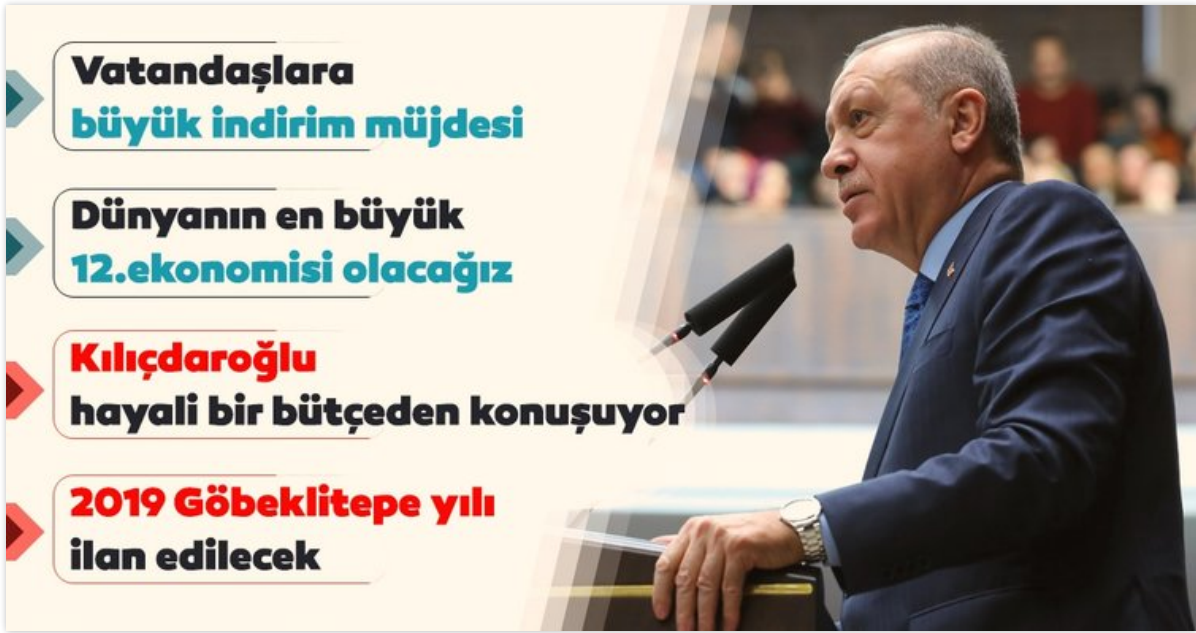 Vatandaşlara
büyük indirim müjdesi
Dünyanın en büyük
12.ekonomisi olacağız
Kılıçdaroğlu
hayali bir bütçeden konuşuyor
2019 Göbeklitepe yılı
ilan edilecek